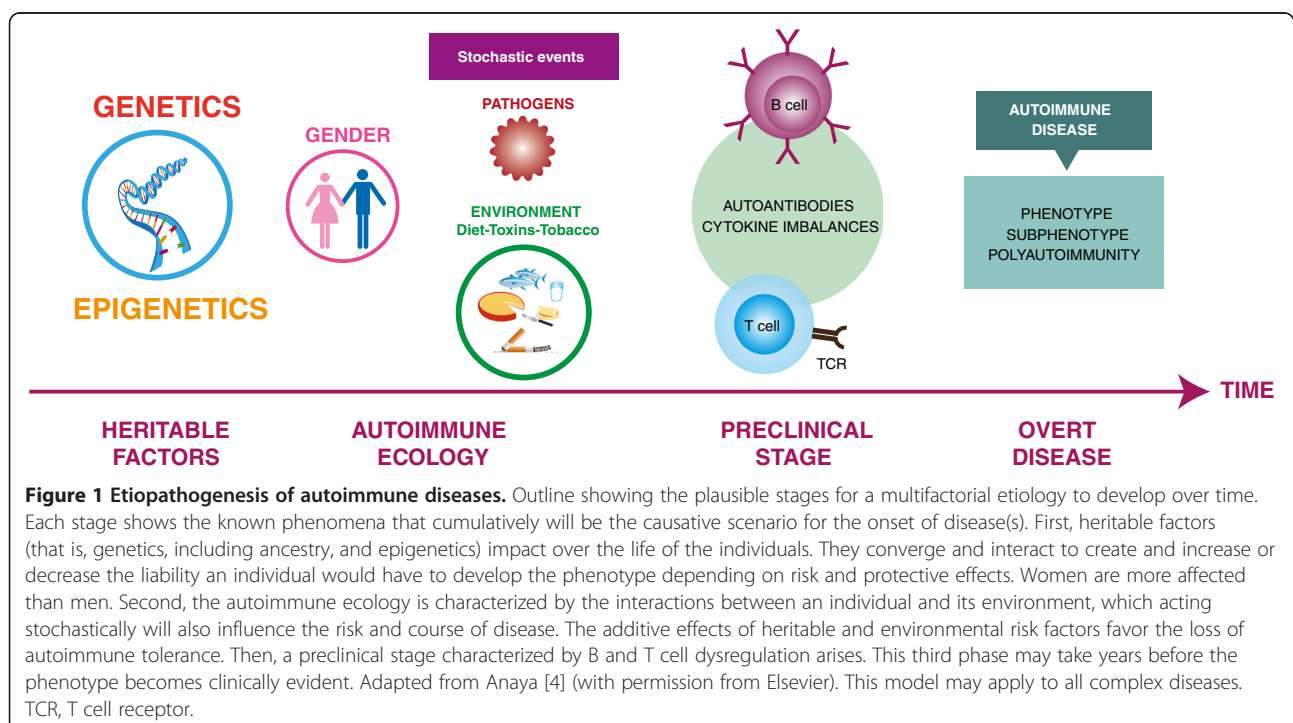 GENETICS
EPIGENETICS
GENDER
Stochastic events
PATHOGENS
ENVIRONMENT
Diet-Toxins-Tobacco
B cell
AUTOANTIBODIES
CYTOKINE IMBALANCES
T cell
TCR
AUTOIMMUNE
DISEASE
PHENOTYPE
SUBPHENOTYPE
POLYAUTOIMMUNITY
TIME
HERITABLE
FACTORS
AUTOIMMUNE
ECOLOGY
PRECLINICAL
STAGE
OVERT
DISEASE
Figure 1 Etiopathogenesis of autoimmune diseases. Outline showing the plausible stages for a multifactorial etiology to develop over time.
Each stage shows the known phenomena that cumulatively will be the causative scenario for the onset of disease(s). First, heritable factors
(that is, genetics, including ancestry, and epigenetics) impact over the life of the individuals. They converge and interact to create and increase or
decrease the liability an individual would have to develop the phenotype depending on risk and protective effects. Women are more affected
than men. Second, the autoimmune ecology is characterized by the interactions between an individual and its environment, which acting
stochastically will also influence the risk and course of disease. The additive effects of heritable and environmental risk factors favor the loss of
autoimmune tolerance. Then, a preclinical stage characterized by B and T cell dysregulation arises. This third phase may take years before the
phenotype becomes clinically evident. Adapted from Anaya [4] (with permission from Elsevier). This model may apply to all complex diseases.
TCR, T cell receptor.